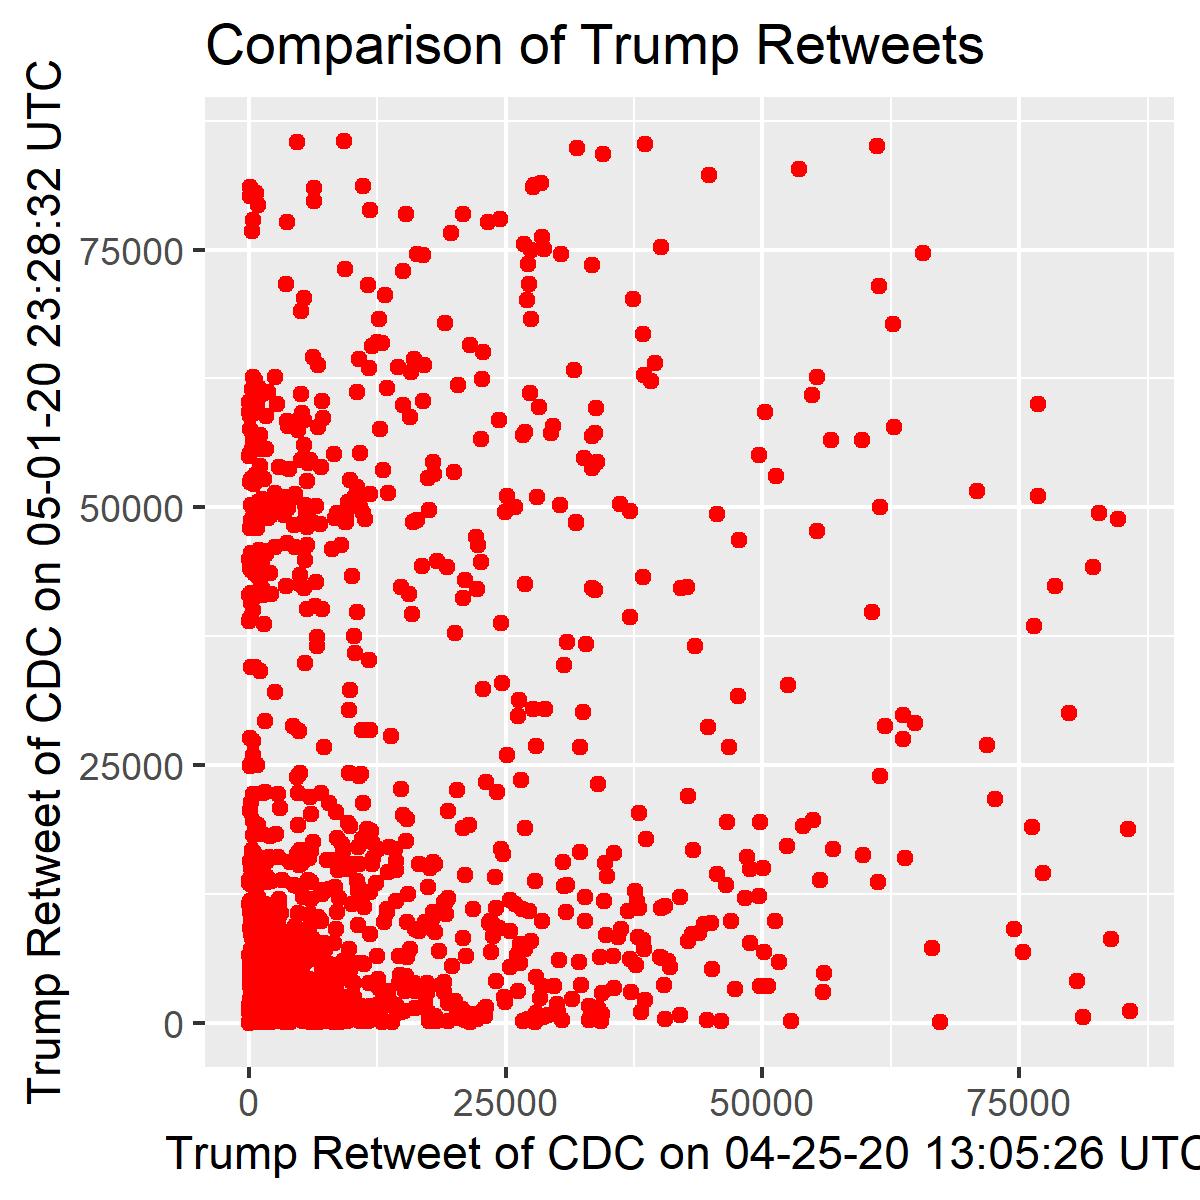 Comparison of Trump Retweets
Trump Retweet of CDC on 05-01-20 23:28:32 UTC
75000
50000
25000
0
0
25000
50000
75000
Trump Retweet of CDC on 04-25-20 13:05:26 UTC